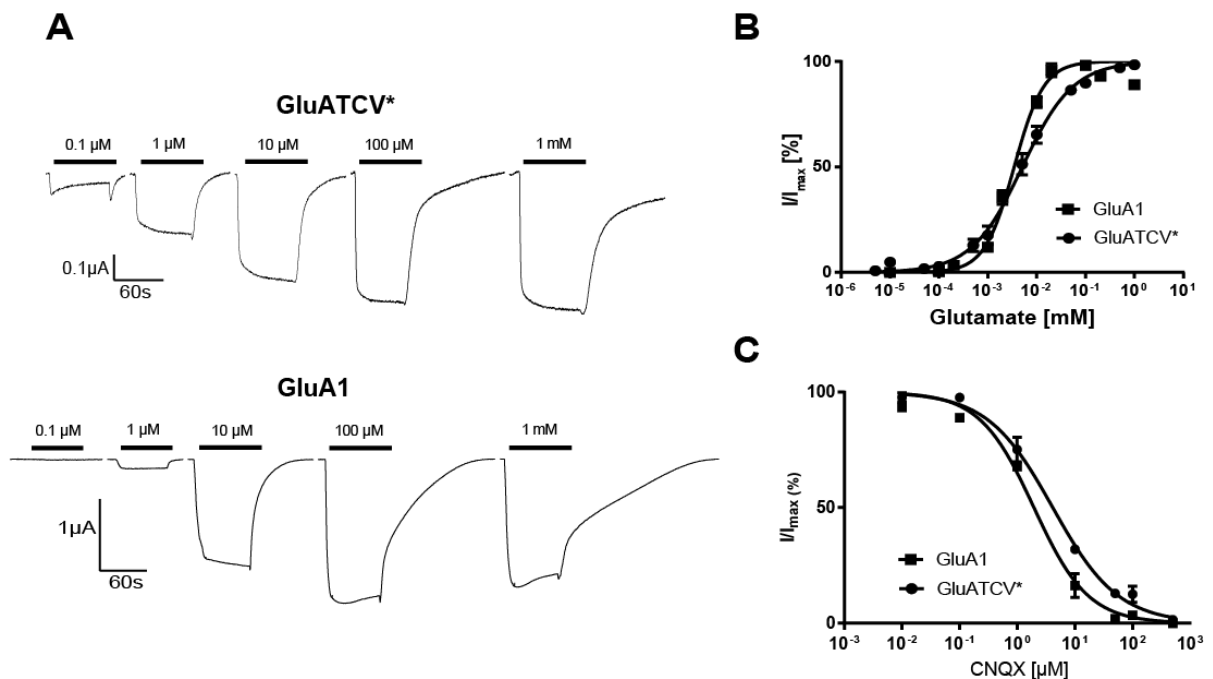 A
GluATCV*
0.1 µM
1 µM
10 µM
100 µM
1 mM
0.1µA
60s
GluA1
0.1 µM
1 µM
10 µM
100 µM
1 mM
1µA
60s
B
I/Imax [%]
100
50
0
GluA1
GluATCV*
10-6 10-5 10-4 10-3 10-2 10-1 100 101
Glutamate [mM]
C
I/Imax (%)
100
50
0
GluA1
GluATCV*
10-3 10-2 10-1 100 101 102 103
CNQX [µM]